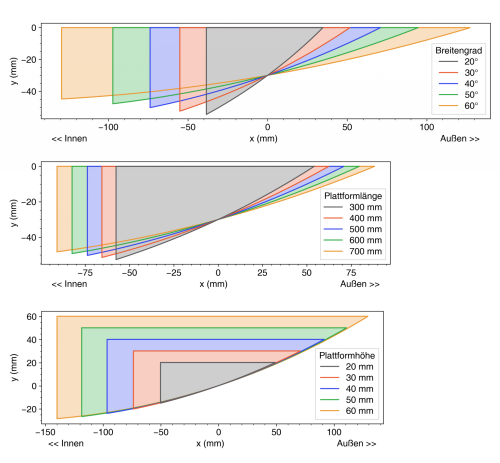 0
−20
−40
y (mm)
Breitengrad
20°
30°
40°
50°
60°
−100 −50 0 50 100
<< Innen x (mm) Außen >>
0
−20
−40
y (mm)
Plattformlänge
300 mm
400 mm
500 mm
600 mm
700 mm
−75 −50 −25 0 25 50 75
<< Innen x (mm) Außen >>
60
40
20
0
−20
y (mm)
Plattformhöhe
20 mm
30 mm
40 mm
50 mm
60 mm
−150 −100 −50 0 50 100
<< Innen x (mm) Außen >>